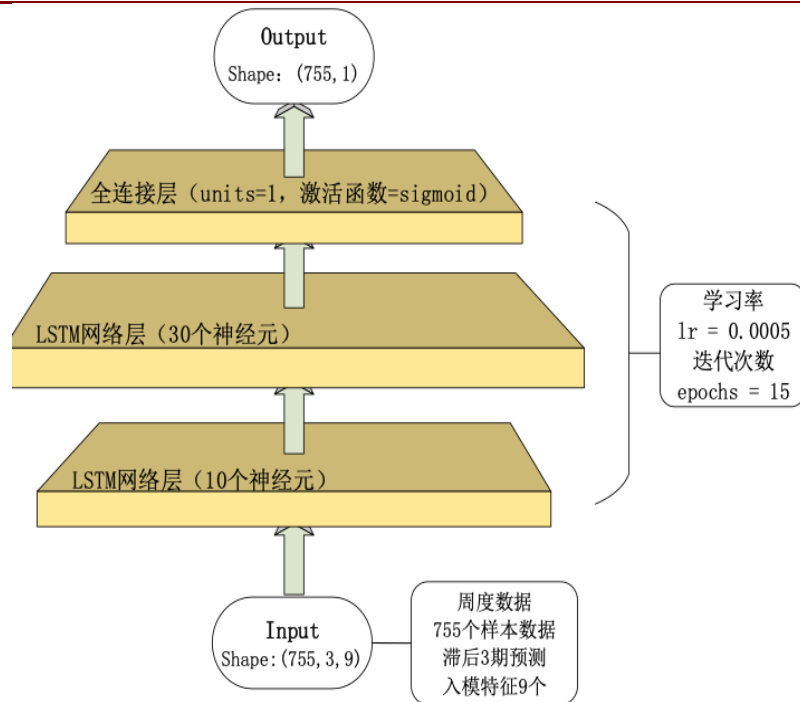 Output
Shape: (755,1)
全连接层（units=1, 激活函数=sigmoid）
LSTM网络层（30个神经元）
学习率
lr = 0.0005
迭代次数
epochs = 15
LSTM网络层（10个神经元）
Input
Shape:(755,3,9)
周度数据
755个样本数据
滞后3期预测
入模特征9个